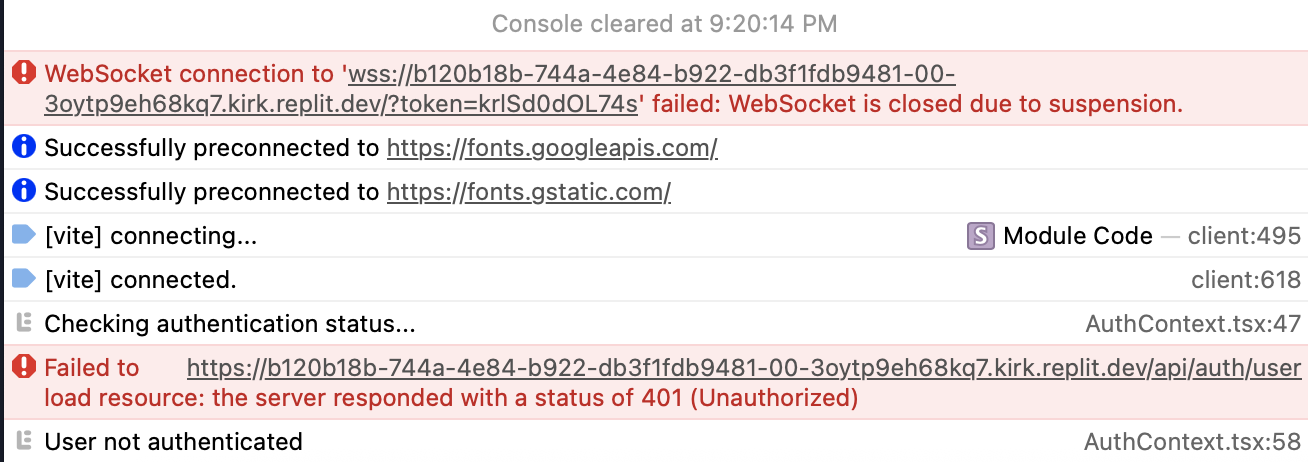 Console cleared at 9:20:14 PM
WebSocket connection to 'wss://b120b18b-744a-4e84-b922-db3f1fdb9481-00-
3oytp9eh68kq7.kirk.replit.dev/?token=krlSd0dOL74s' failed: WebSocket is closed due to suspension.
Successfully preconnected to https://fonts.googleapis.com/
Successfully preconnected to https://fonts.gstatic.com/
[vite] connecting... S Module Code — client:495
[vite] connected. client:618
Checking authentication status... AuthContext.tsx:47
Failed to https://b120b18b-744a-4e84-b922-db3f1fdb9481-00-3oytp9eh68kq7.kirk.replit.dev/api/auth/user
load resource: the server responded with a status of 401 (Unauthorized)
User not authenticated AuthContext.tsx:58